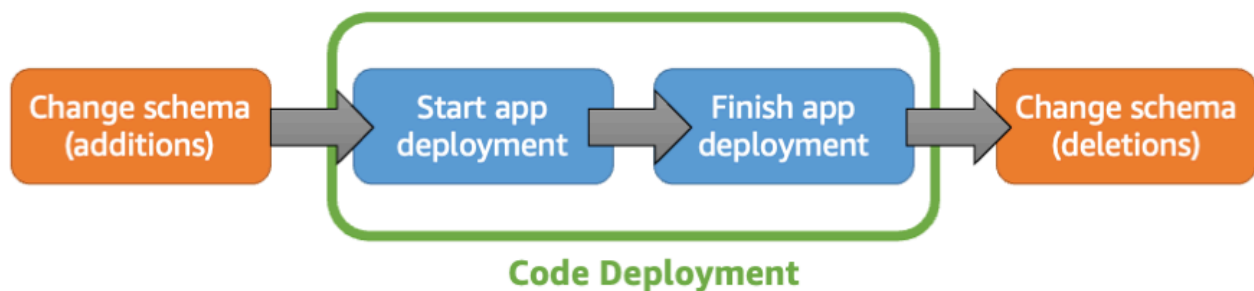 Change schema
(additions)
Start app
deployment
Finish app
deployment
Change schema
(deletions)
Code Deployment